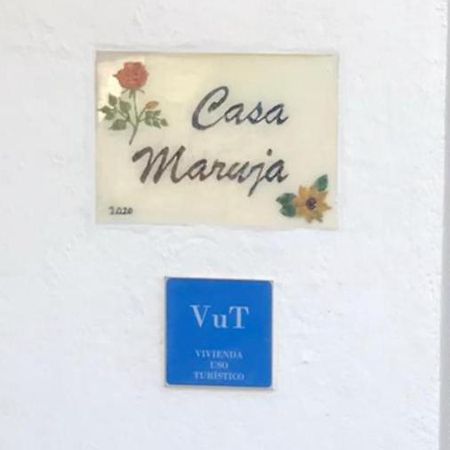 Casa
Maruja
2020
VuT
VIVIENDA
USO
TURÍSTICO